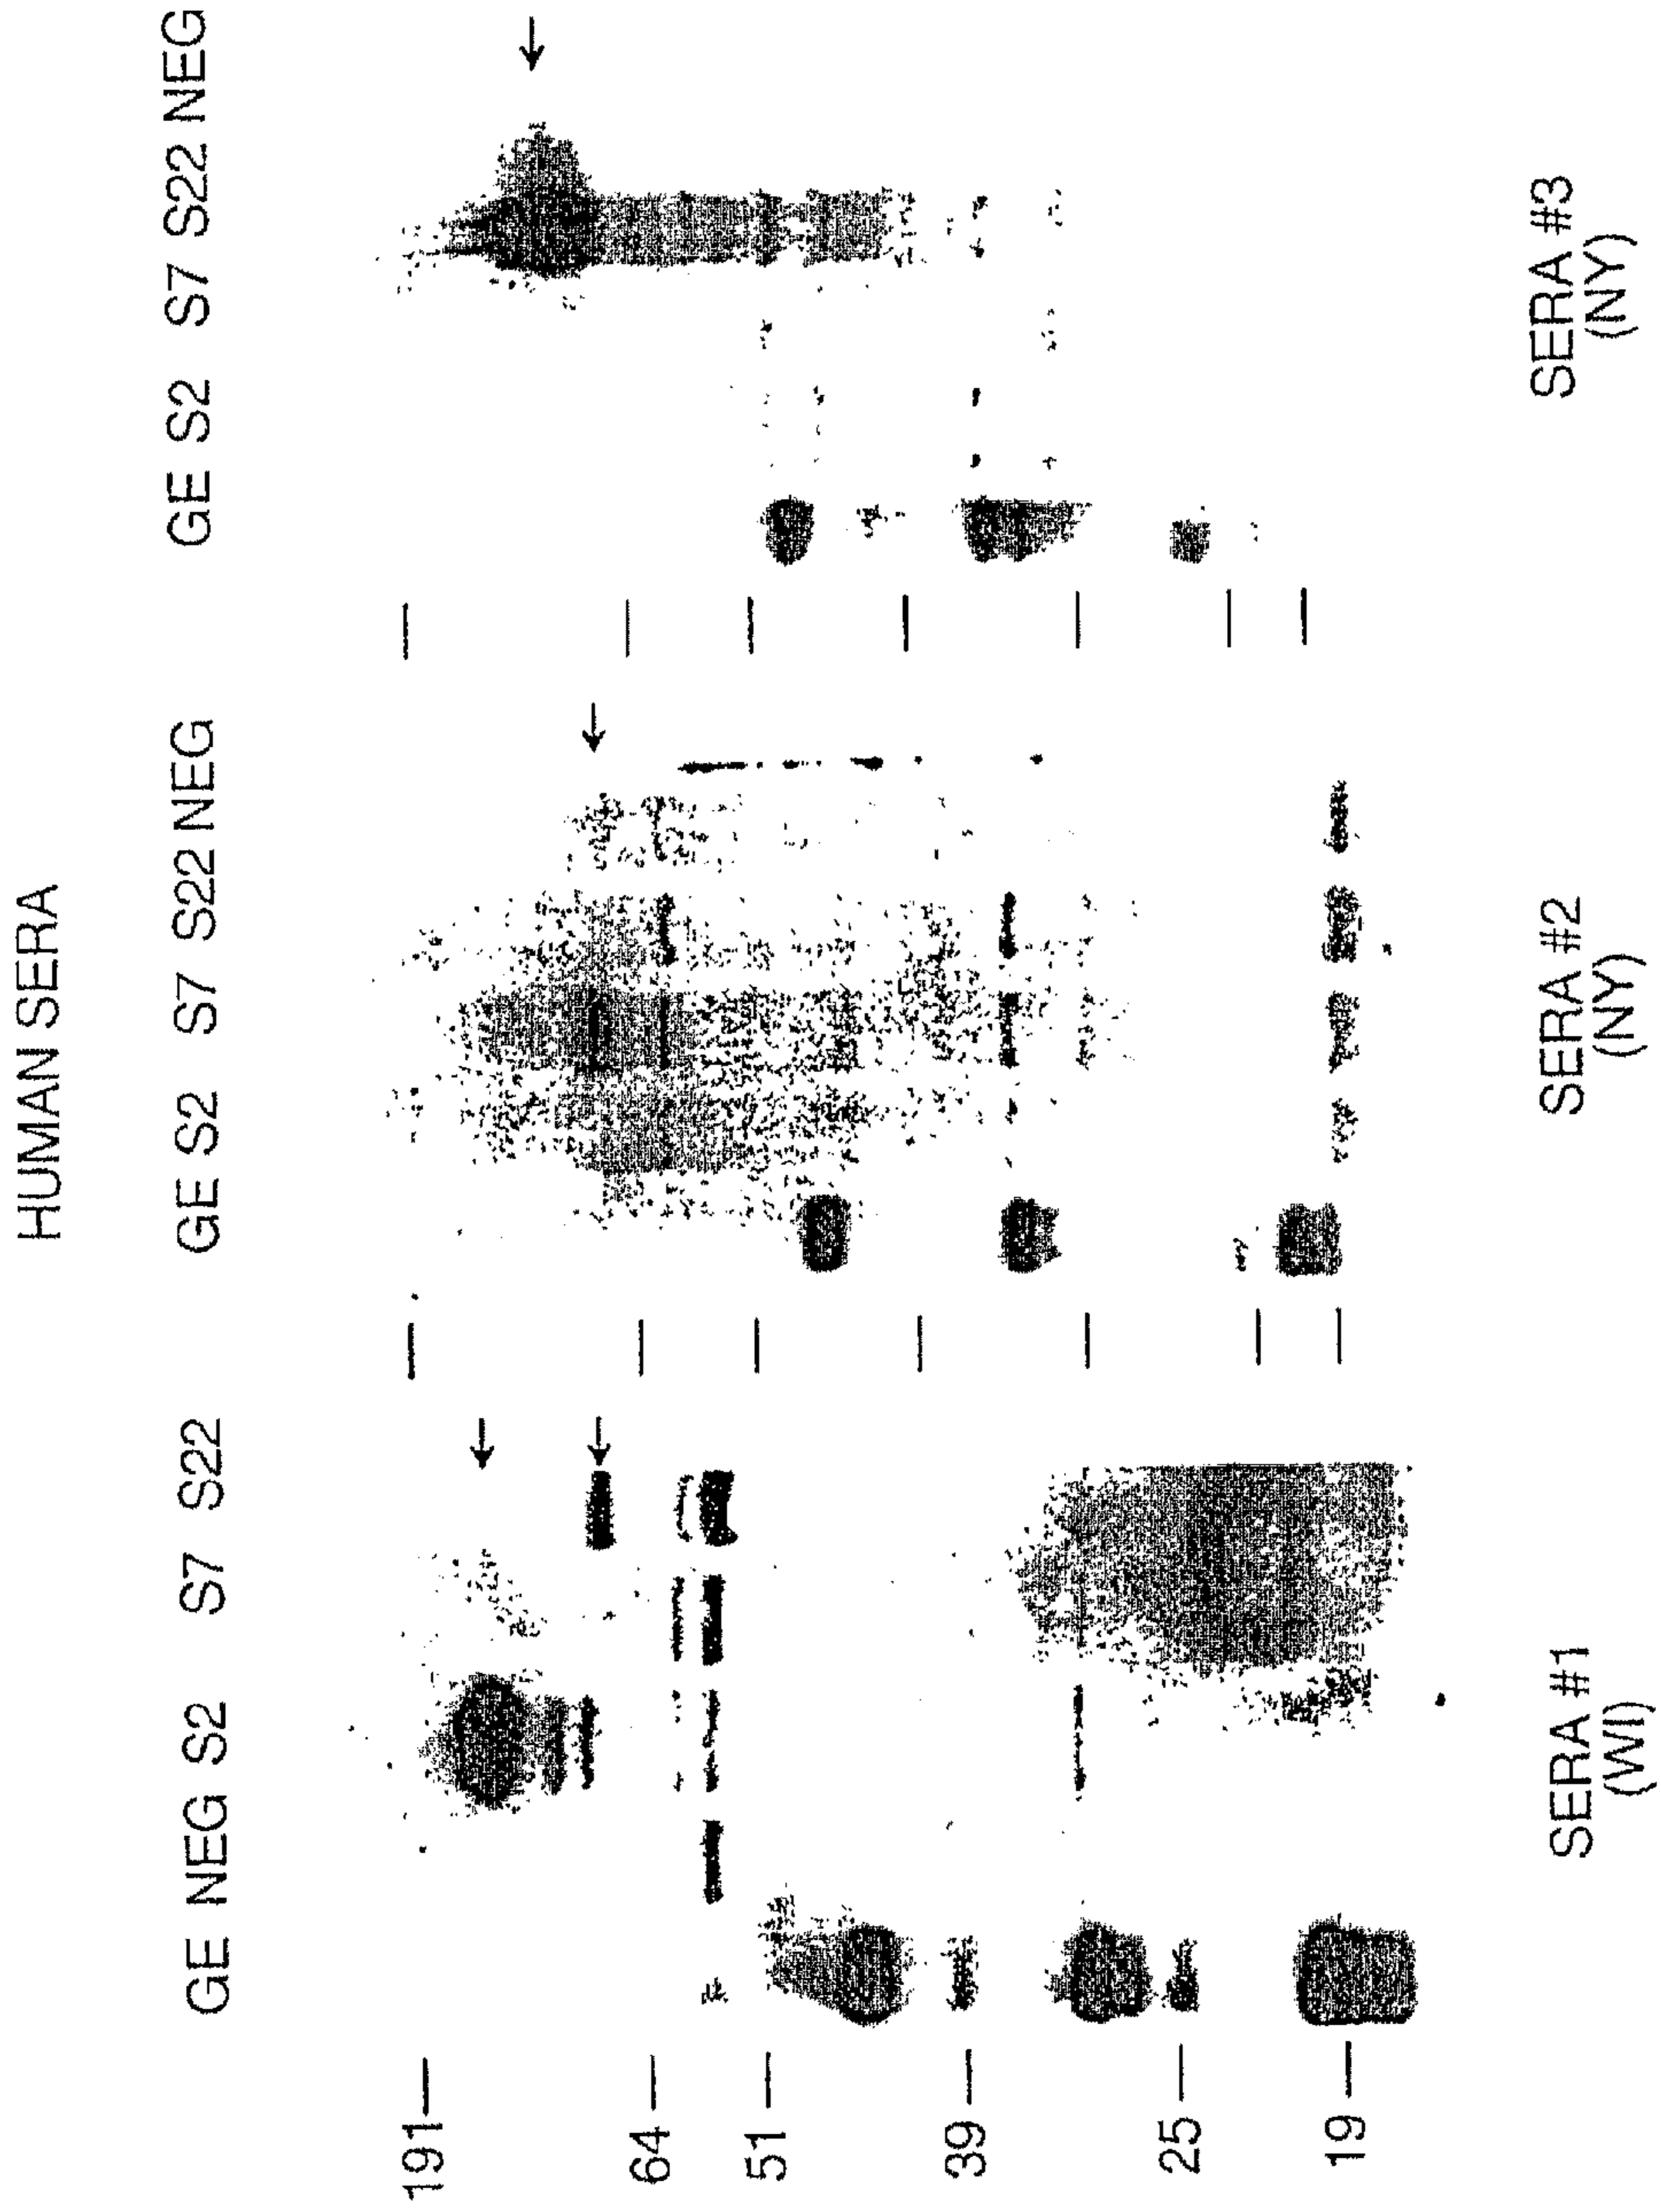 HUMAN SERA
GE NEG S2 S7 S22
GE S2 S7 S22 NEG
GE S2 S7 S22 NEG
191
64
51
39
25
19
SERA #1
(WI)
SERA #2
(NY)
SERA #3
(NY)